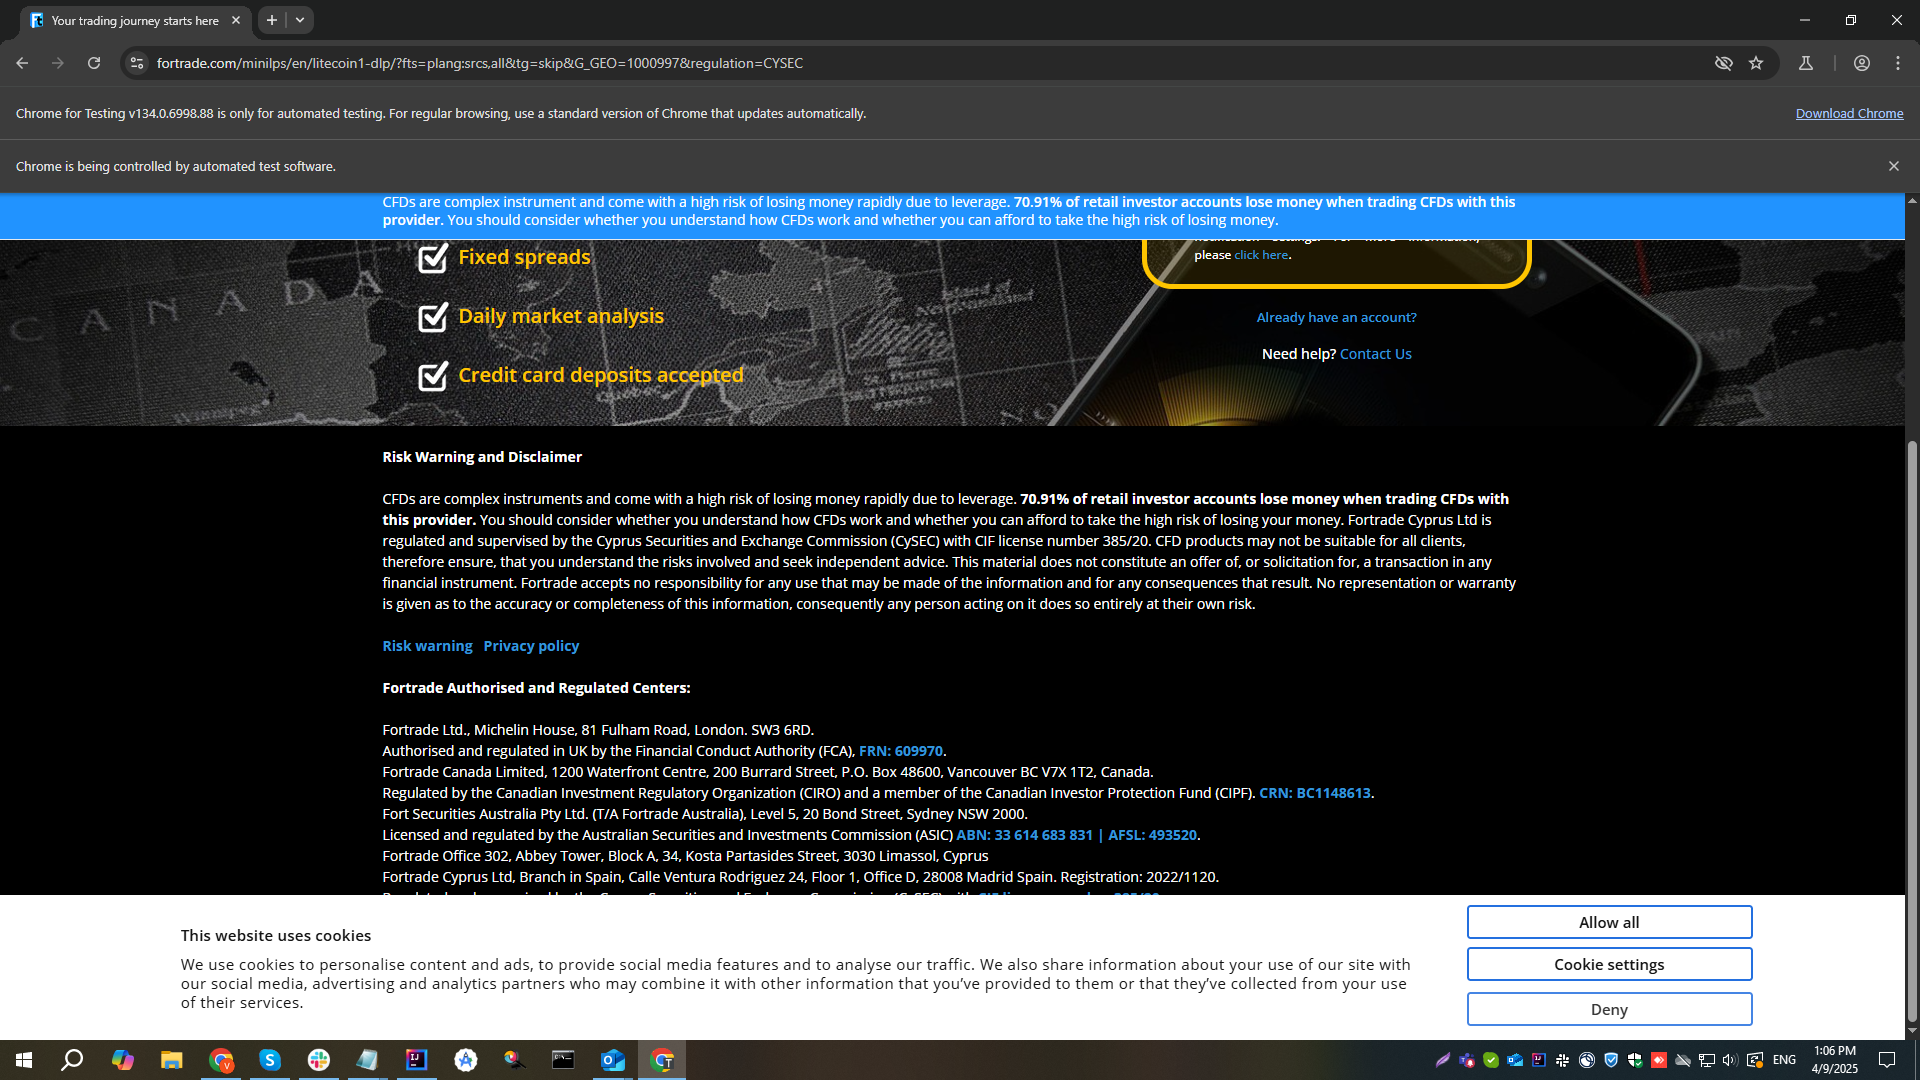 Your trading journey starts here
fortrade.com/minilps/en/litecoin1-dlp/?fts=plang:srcs,all&tg=skip&G_GEO=1000997&regulation=CYSEC
Chrome for Testing v134.0.6998.88 is only for automated testing. For regular browsing, use a standard version of Chrome that updates automatically.
Download Chrome
Chrome is being controlled by automated test software.
CFDs are complex instrument and come with a high risk of losing money rapidly due to leverage. 70.91% of retail investor accounts lose money when trading CFDs with this
provider. You should consider whether you understand how CFDs work and whether you can afford to take the high risk of losing money.
Fixed spreads
Daily market analysis
Credit card deposits accepted
please click here.
Already have an account?
Need help? Contact Us
CANADA
Island of
Newfoundland
Winnipeg
Québec
Risk Warning and Disclaimer
CFDs are complex instruments and come with a high risk of losing money rapidly due to leverage. 70.91% of retail investor accounts lose money when trading CFDs with
this provider. You should consider whether you understand how CFDs work and whether you can afford to take the high risk of losing your money. Fortrade Cyprus Ltd is
regulated and supervised by the Cyprus Securities and Exchange Commission (CySEC) with CIF license number 385/20. CFD products may not be suitable for all clients,
therefore ensure, that you understand the risks involved and seek independent advice. This material does not constitute an offer of, or solicitation for, a transaction in any
financial instrument. Fortrade accepts no responsibility for any use that may be made of the information and for any consequences that result. No representation or warranty
is given as to the accuracy or completeness of this information, consequently any person acting on it does so entirely at their own risk.
Risk warning Privacy policy
Fortrade Authorised and Regulated Centers:
Fortrade Ltd., Michelin House, 81 Fulham Road, London. SW3 6RD.
Authorised and regulated in UK by the Financial Conduct Authority (FCA), FRN: 609970.
Fortrade Canada Limited, 1200 Waterfront Centre, 200 Burrard Street, P.O. Box 48600, Vancouver BC V7X 1T2, Canada.
Regulated by the Canadian Investment Regulatory Organization (CIRO) and a member of the Canadian Investor Protection Fund (CIPF). CRN: BC1148613.
Fort Securities Australia Pty Ltd. (T/A Fortrade Australia), Level 5, 20 Bond Street, Sydney NSW 2000.
Licensed and regulated by the Australian Securities and Investments Commission (ASIC) ABN: 33 614 683 831 | AFSL: 493520.
Fortrade Office 302, Abbey Tower, Block A, 34, Kosta Partasides Street, 3030 Limassol, Cyprus
Fortrade Cyprus Ltd, Branch in Spain, Calle Ventura Rodriguez 24, Floor 1, Office D, 28008 Madrid Spain. Registration: 2022/1120.
This website uses cookies
We use cookies to personalise content and ads, to provide social media features and to analyse our traffic. We also share information about your use of our site with
our social media, advertising and analytics partners who may combine it with other information that you've provided to them or that they've collected from your use
of their services.
Allow all
Cookie settings
Deny
ENG
1:06 PM
4/9/2025